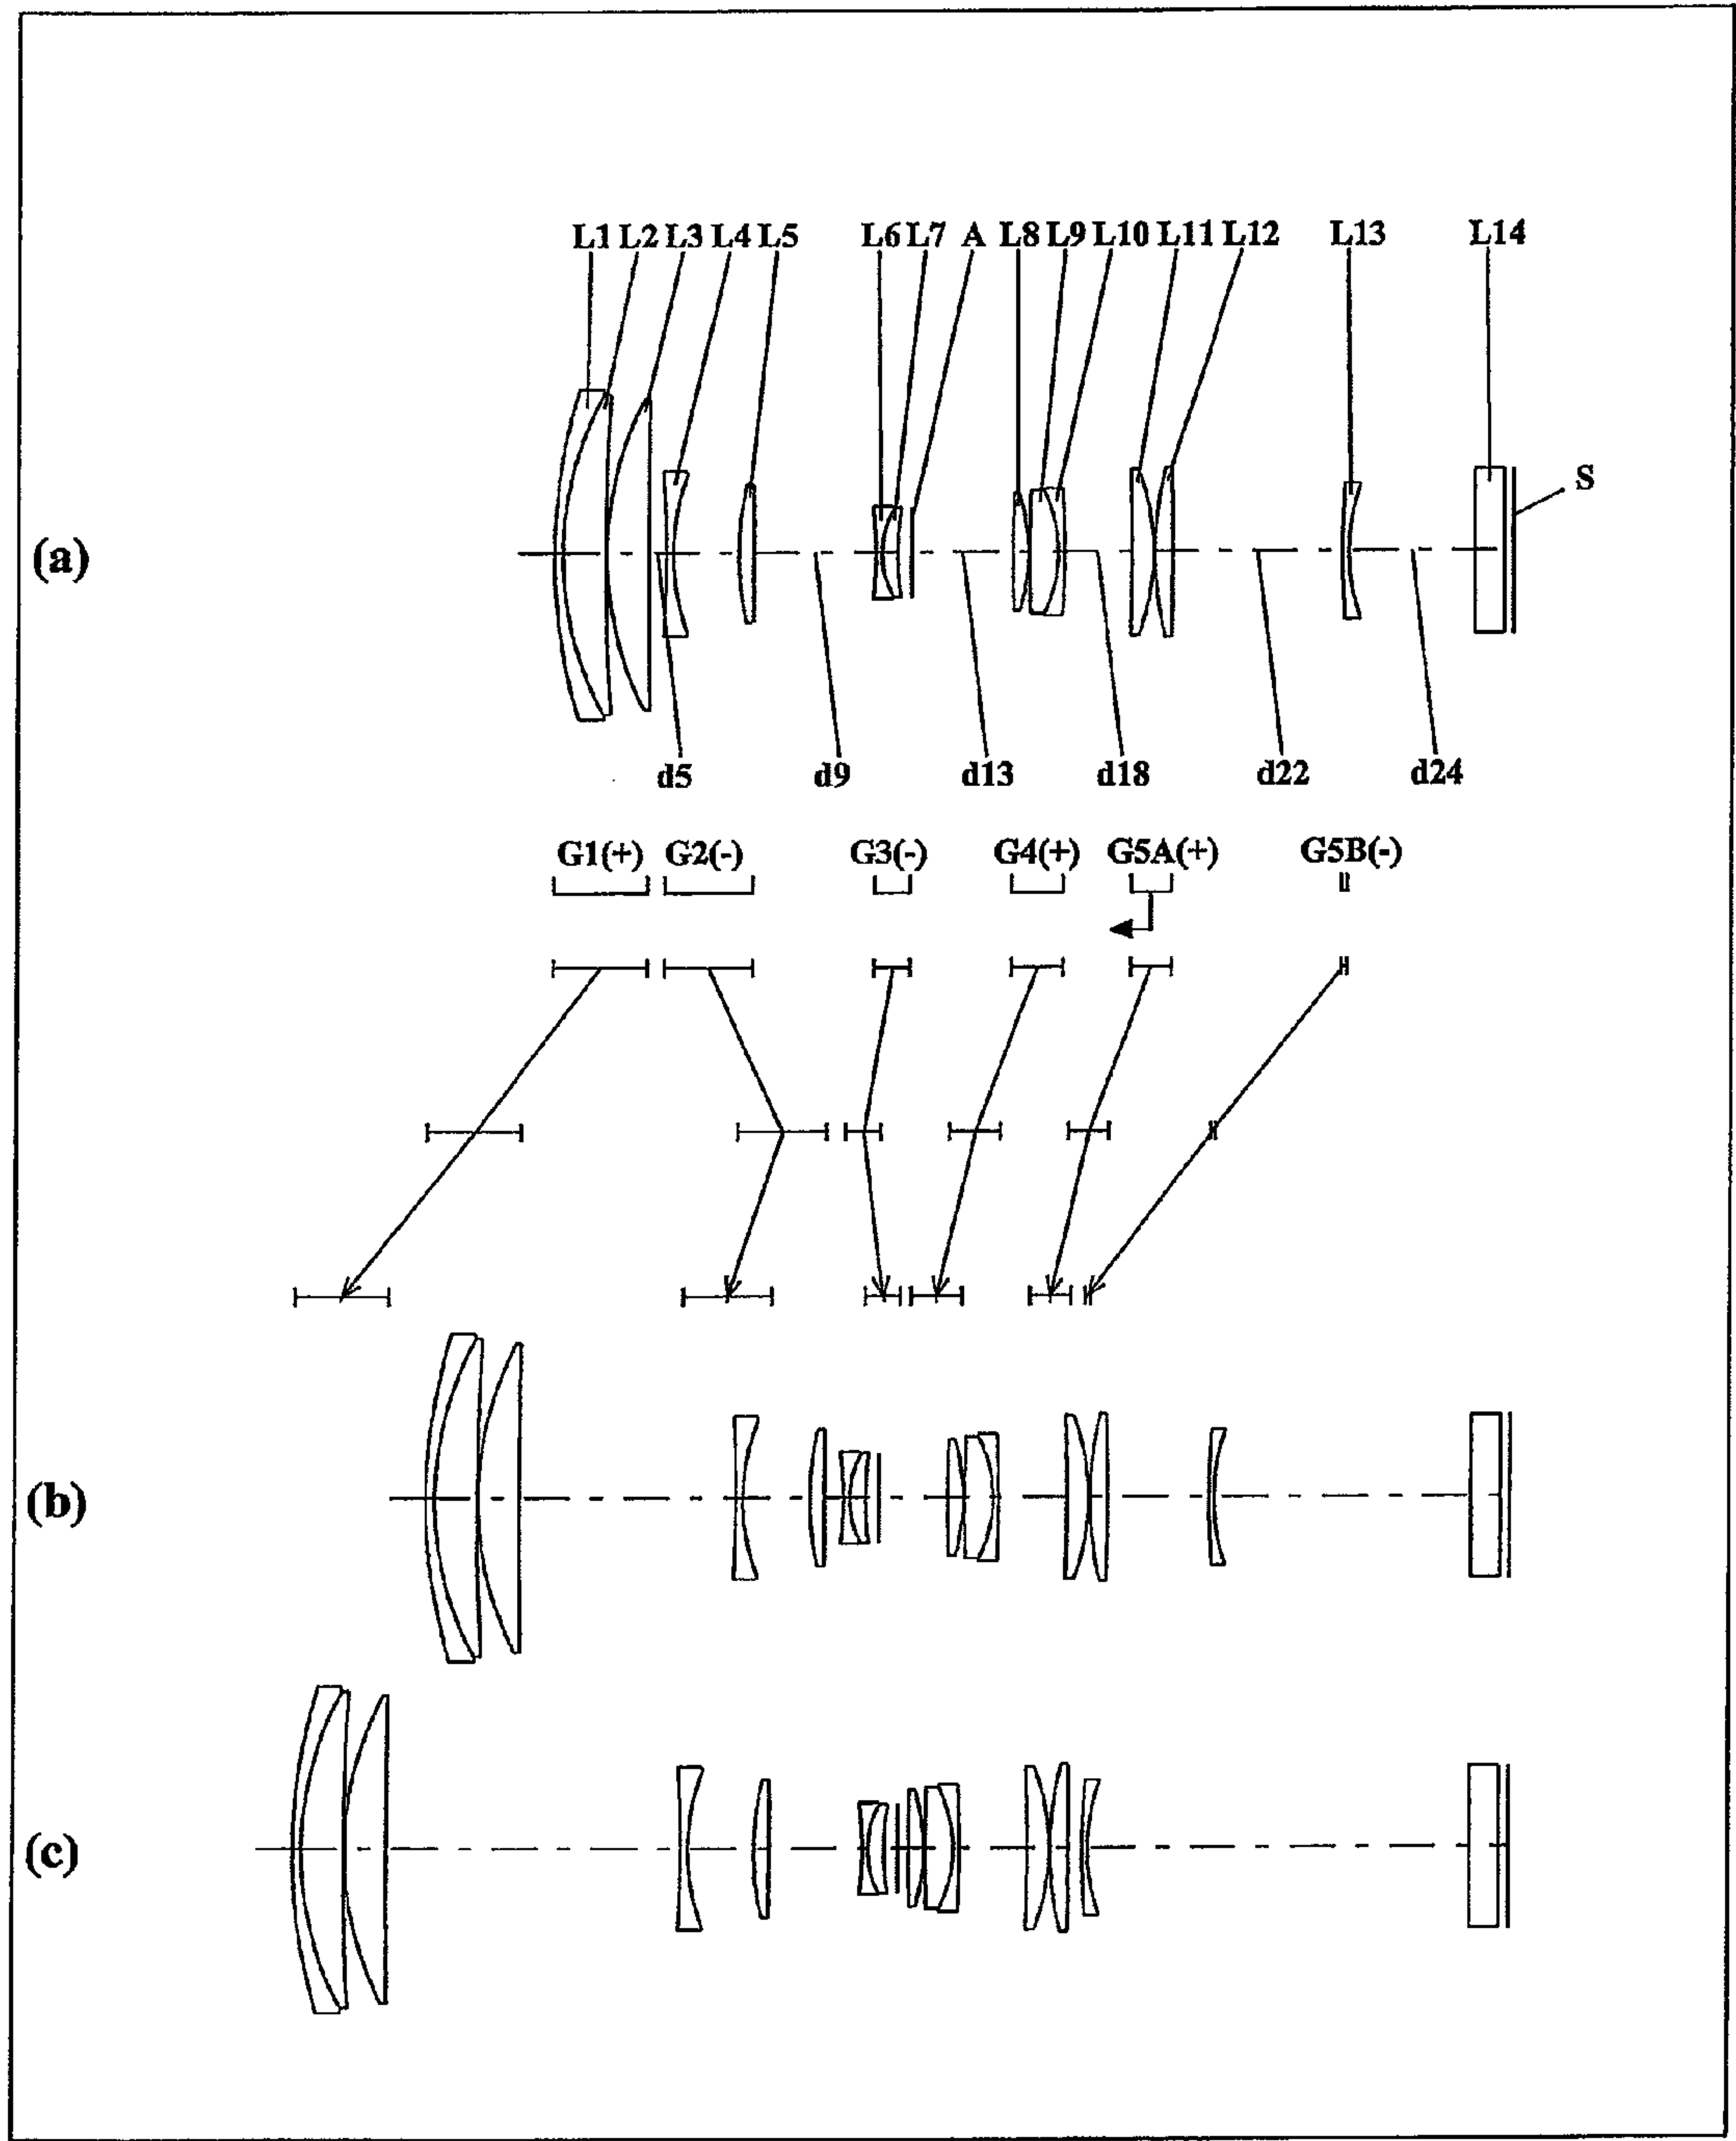 L1 L2 L3 L4 L5 L6 L7 A L8 L9 L10 L11 L12 L13 L14
S
(a)
d5 d9 d13 d18 d22 d24
G1(+) G2(-) G3(-) G4(+) G5A(+) G5B(-)
(b)
(c)